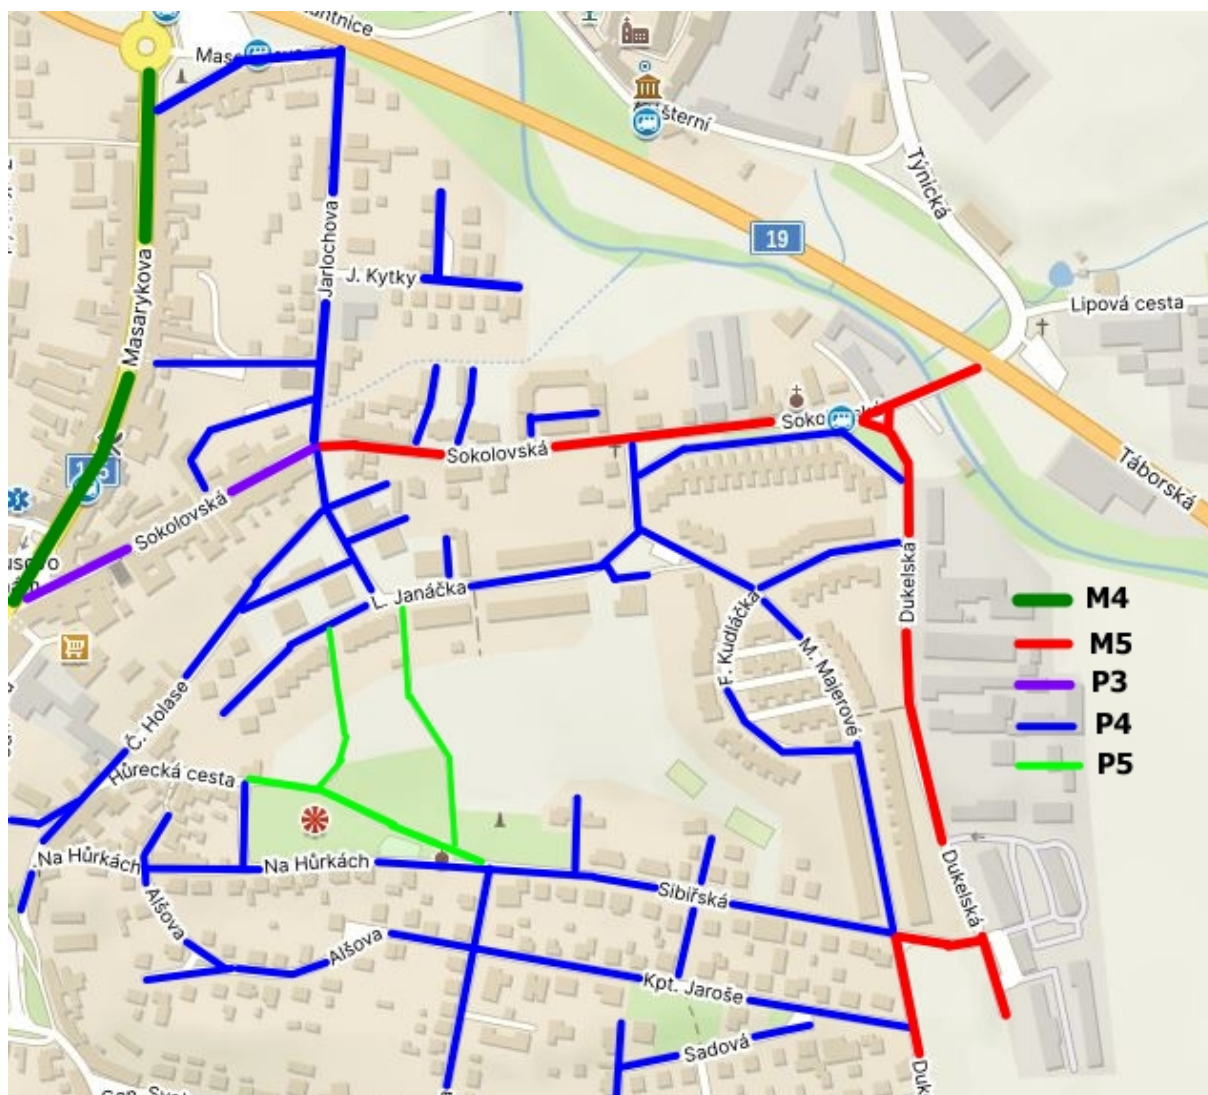 Týnická
19
Masarykova
Jarlochova
J. Kytky
Lipová cesta
Sokolovská
Táborská
Sokolovská
Dukelská
M4
L. Janáčka
F. Kudláčka
M. Majerové
M5
P3
Č. Holase
P4
Hůrecká cesta
P5
Na Hůrkách
Na Hůrkách
Dukelská
Alšova
Sibiřská
Alšova
Kpt. Jaroše
Sadová